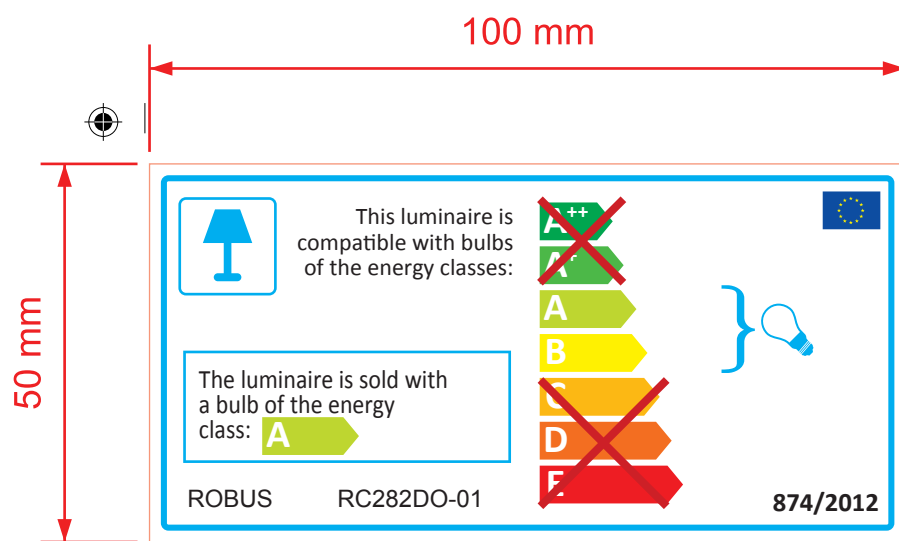 100 mm
50 mm
This luminaire is
compatible with bulbs
of the energy classes:
A++
A+
A
B
C
D
E
The luminaire is sold with
a bulb of the energy
class: A
ROBUS RC282DO-01
874/2012